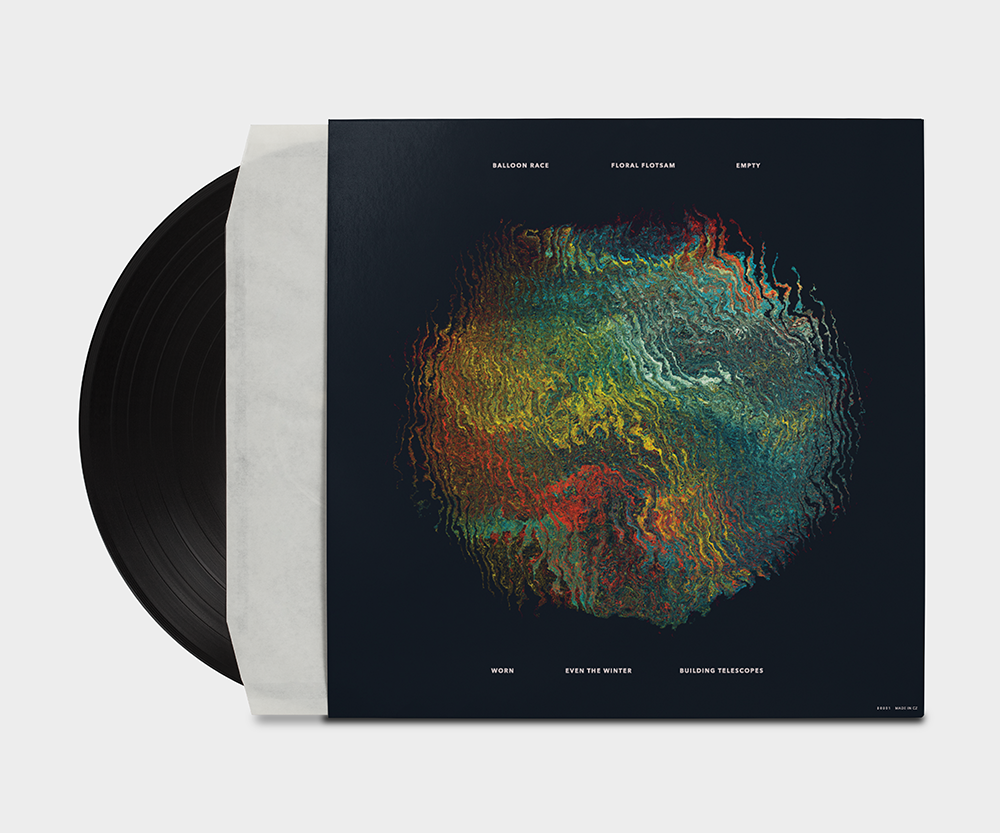 BALLOON RACE FLORAL FLOTSAM EMPTY
WORN EVEN THE WINTER BUILDING TELESCOPES
MADE IN CZ